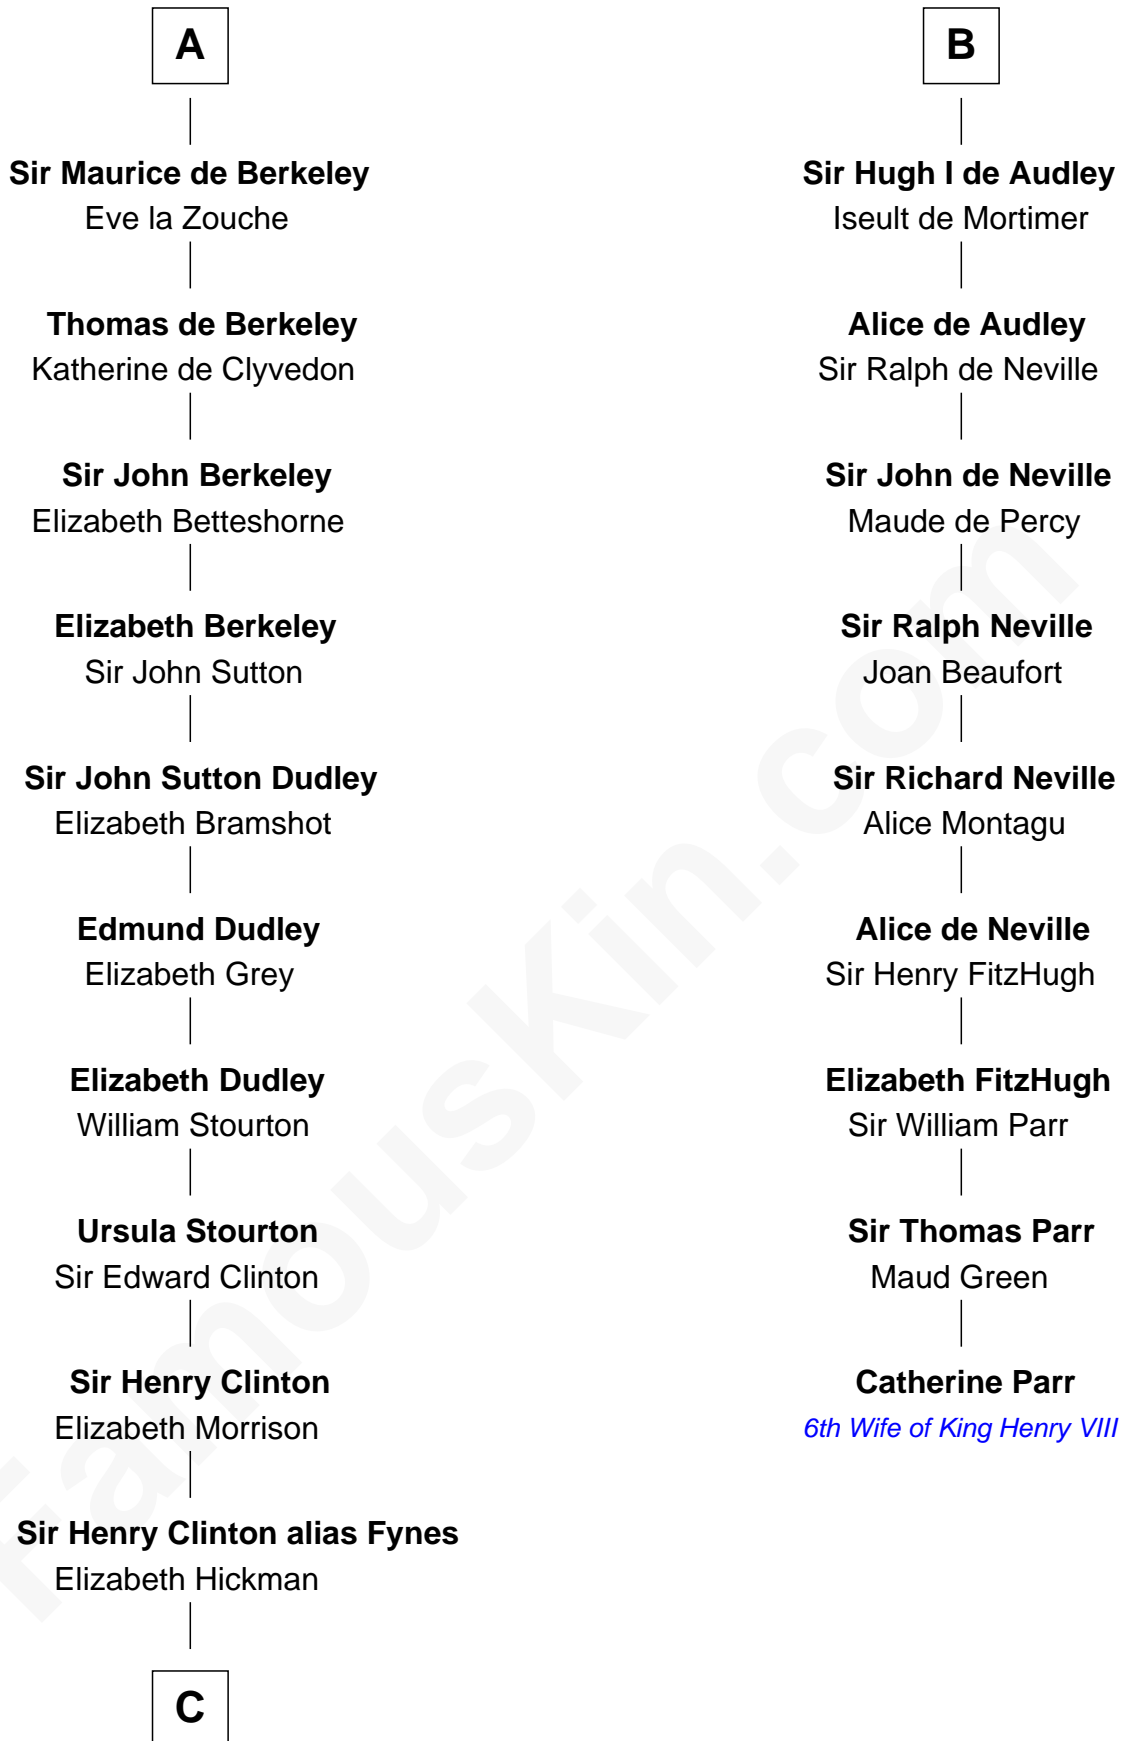 A
Sir Maurice de Berkeley
Eve la Zouche
Thomas de Berkeley
Katherine de Clyvedon
Sir John Berkeley
Elizabeth Betteshorne
Elizabeth Berkeley
Sir John Sutton
Sir John Sutton Dudley
Elizabeth Bramshot
Edmund Dudley
Elizabeth Grey
Elizabeth Dudley
William Stourton
Ursula Stourton
Sir Edward Clinton
Sir Henry Clinton
Elizabeth Morrison
Sir Henry Clinton alias Fynes
Elizabeth Hickman
C
B
Sir Hugh I de Audley
Iseult de Mortimer
Alice de Audley
Sir Ralph de Neville
Sir John de Neville
Maude de Percy
Sir Ralph Neville
Joan Beaufort
Sir Richard Neville
Alice Montagu
Alice de Neville
Sir Henry FitzHugh
Elizabeth FitzHugh
Sir William Parr
Sir Thomas Parr
Maud Green
Catherine Parr
6th Wife of King Henry VIII
FamousKin.com